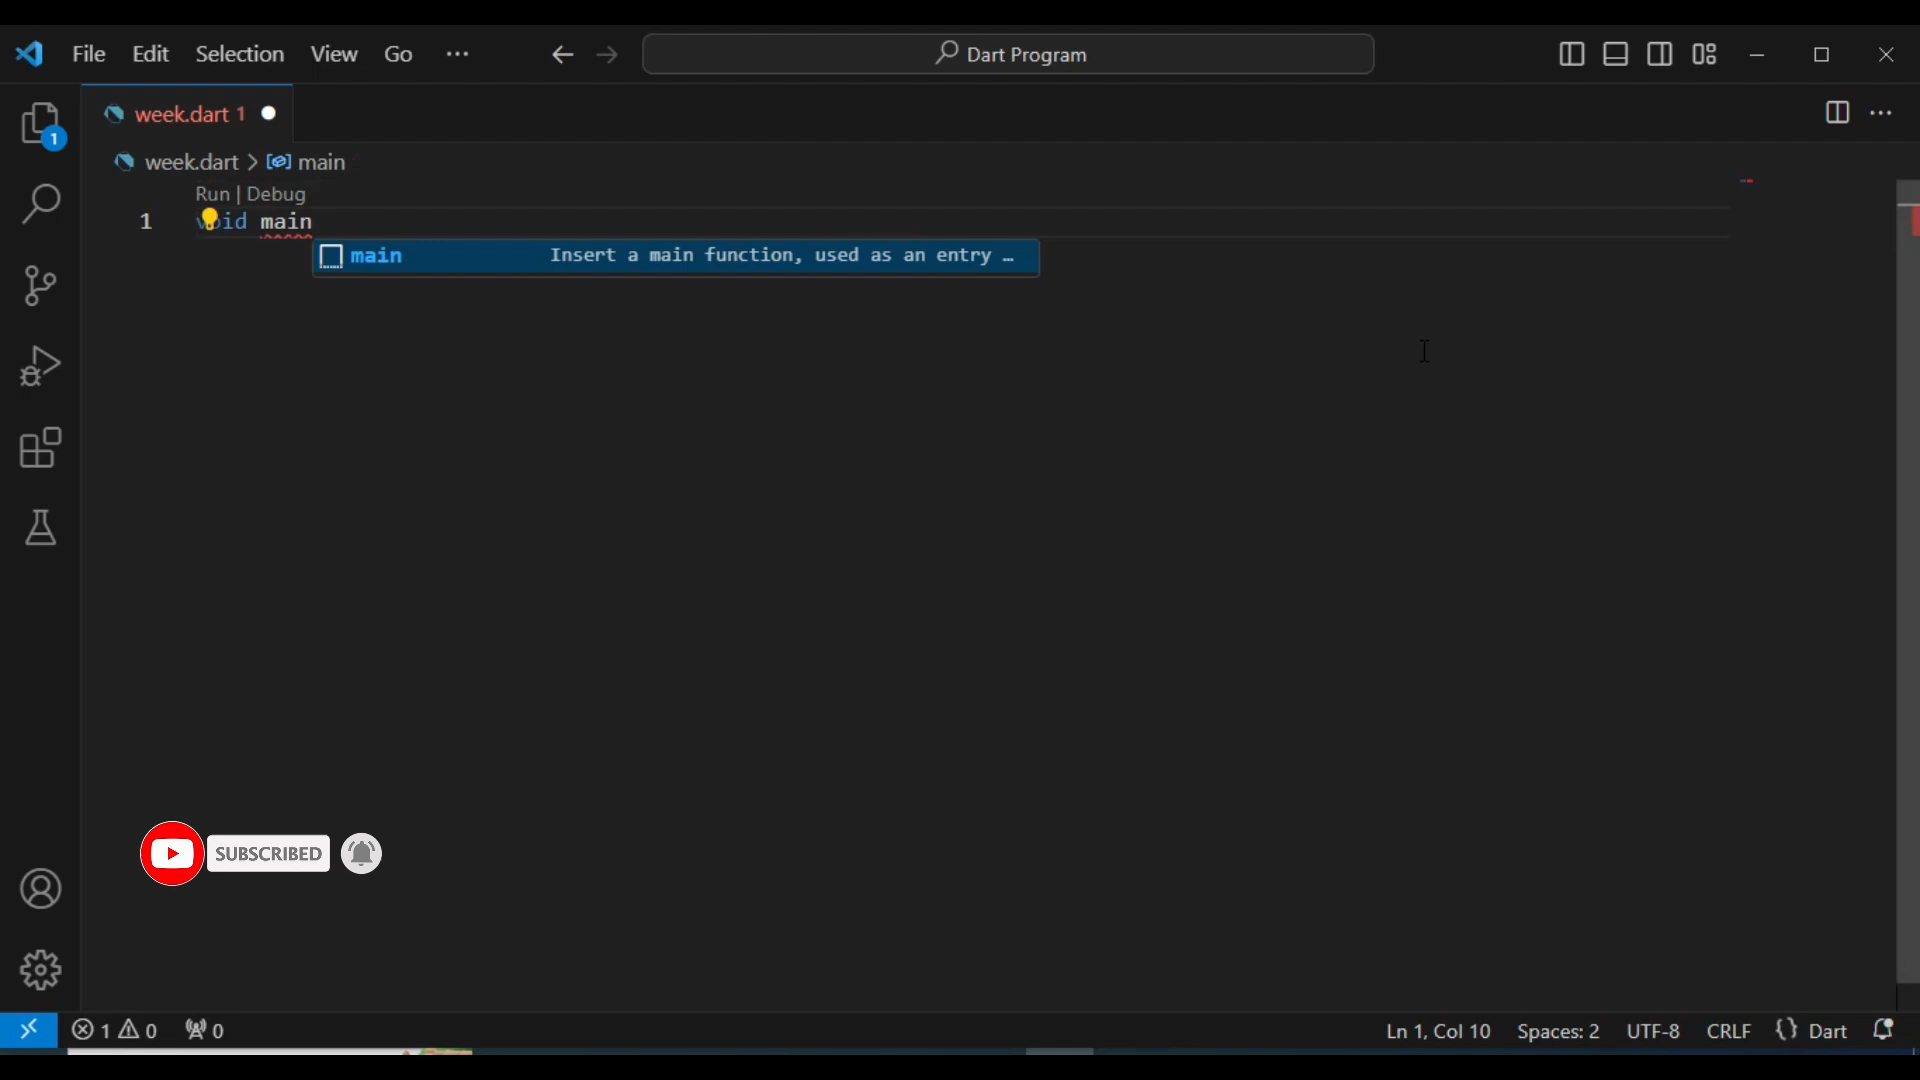 File Edit Selection View Go ··· Dart Program
week.dart 1
1
week.dart > main
Run | Debug
1 void main
main Insert a main function, used as an entry …
SUBSCRIBED
1 0 0 Ln 1, Col 10 Spaces: 2 UTF-8 CRLF {} Dart